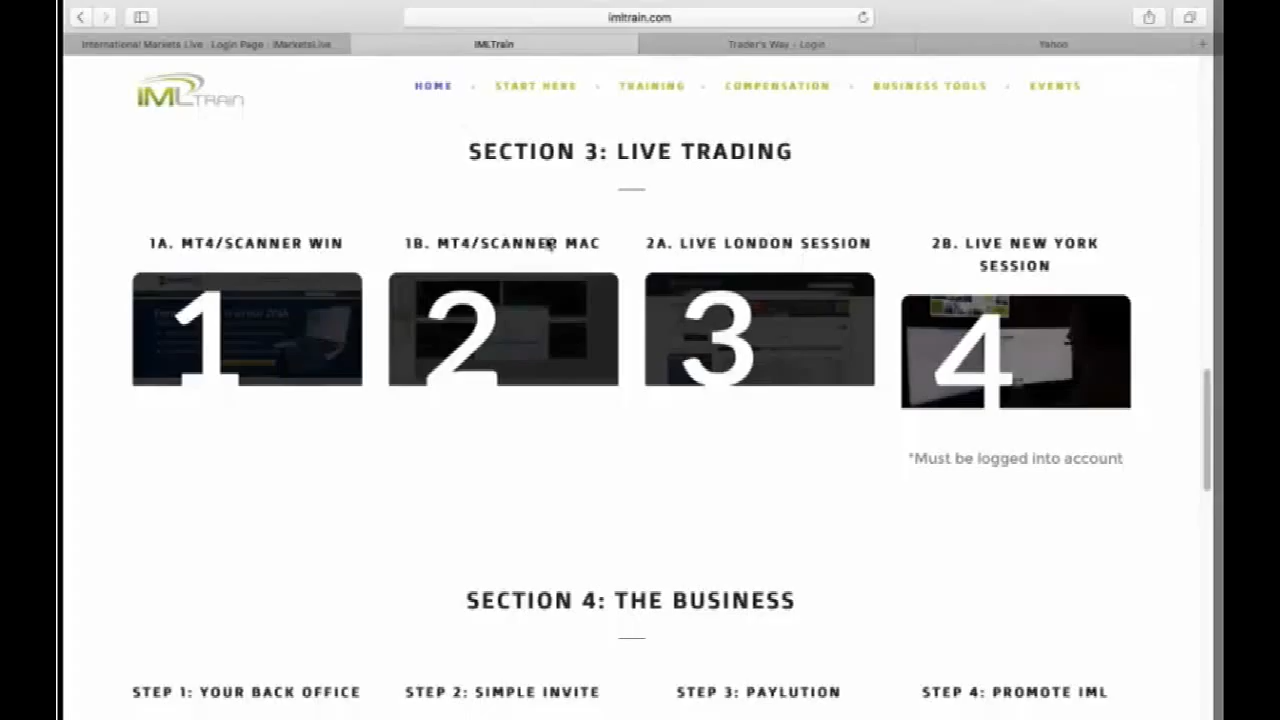 imltrain.com
International Markets Live . Login Page : iMarketsLive
IMLTrain
Trader's Way - Login
Yahoo
IML TRAIN
HOME
START HERE
TRAINING
COMPENSATION
BUSINESS TOOLS
EVENTS
SECTION 3: LIVE TRADING
1A. MT4/SCANNER WIN
1B. MT4/SCANNER MAC
2A. LIVE LONDON SESSION
2B. LIVE NEW YORK
SESSION
1
2
3
4
*Must be logged into account
SECTION 4: THE BUSINESS
STEP 1: YOUR BACK OFFICE
STEP 2: SIMPLE INVITE
STEP 3: PAYLUTION
STEP 4: PROMOTE IML